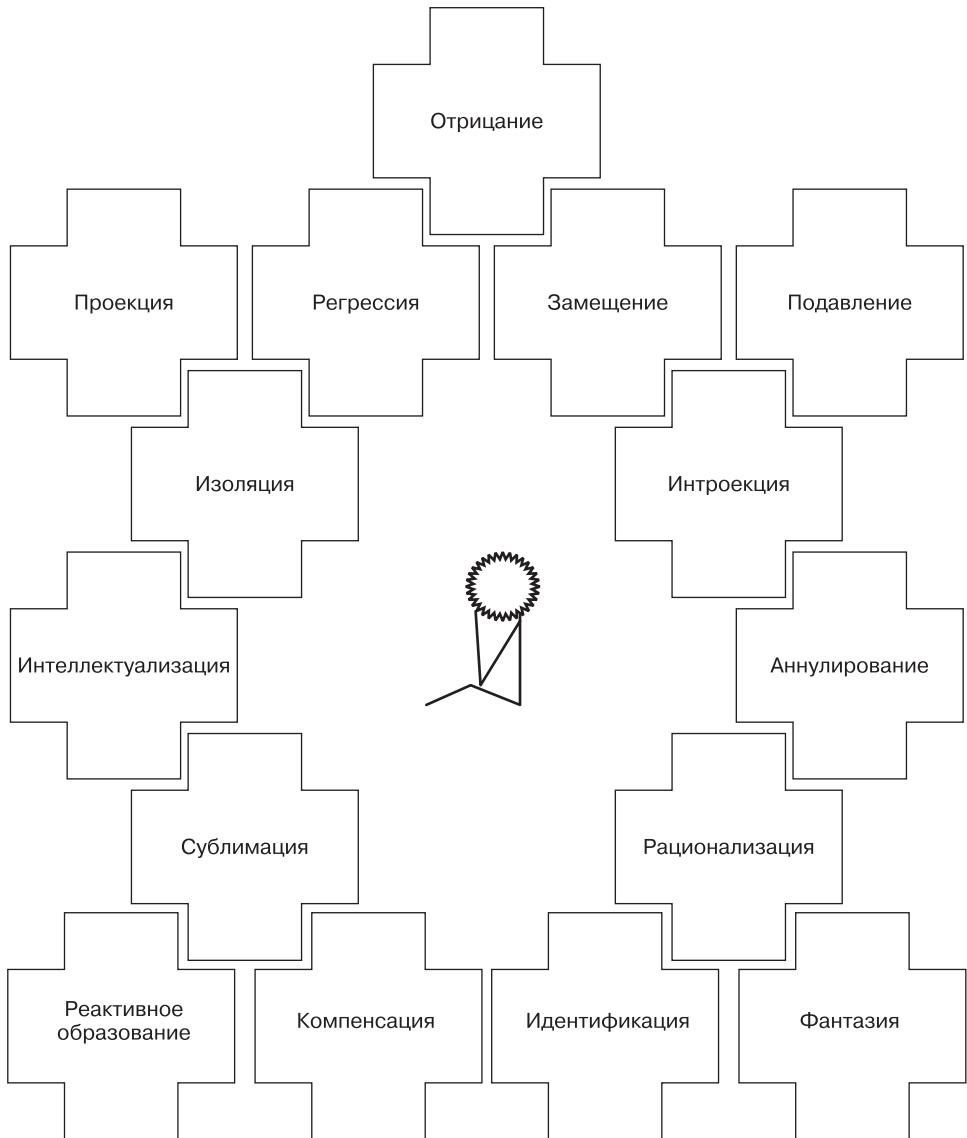 Отрицание
Проекция
Регрессия
Замещение
Подавление
Изоляция
Интроекция
Интеллектуализация
Аннулирование
Сублимация
Рационализация
Реактивное
образование
Компенсация
Идентификация
Фантазия